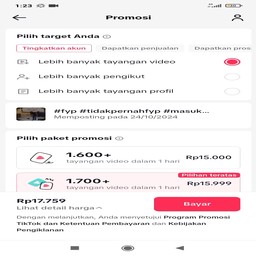 1:23
Promosi
Pilih target Anda
Tingkatkan akun
Dapatkan penjualan
Dapatkan pros
Lebih banyak tayangan video
Lebih banyak pengikut
Lebih banyak tayangan profil
#fyp #tidakpernahfyp #masuk...
Memposting pada 24/10/2024
Pilih paket promosi
1.600+
tayangan video dalam 1 hari
Rp15.000
Pilihan teratas
1.700+
tayangan video dalam 1 hari
Rp15.999
Rp17.759
Lihat detail harga
Bayar
Dengan melanjutkan, Anda menyetujui Program Promosi
TikTok dan Ketentuan Pembayaran dan Kebijakan
Pengiklanan